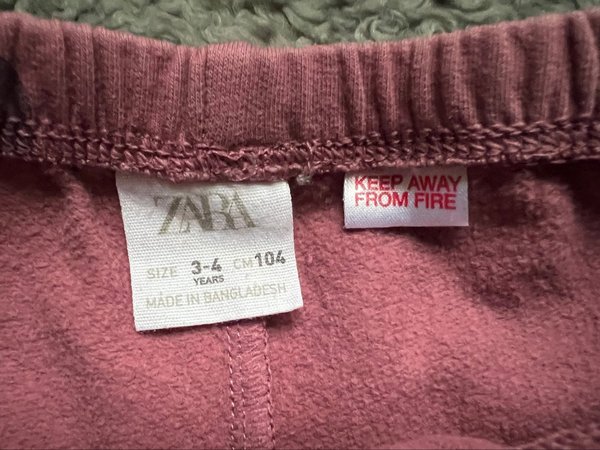 ZARA
SIZE 3-4 YEARS CM 104
MADE IN BANGLADESH
KEEP AWAY
FROM FIRE